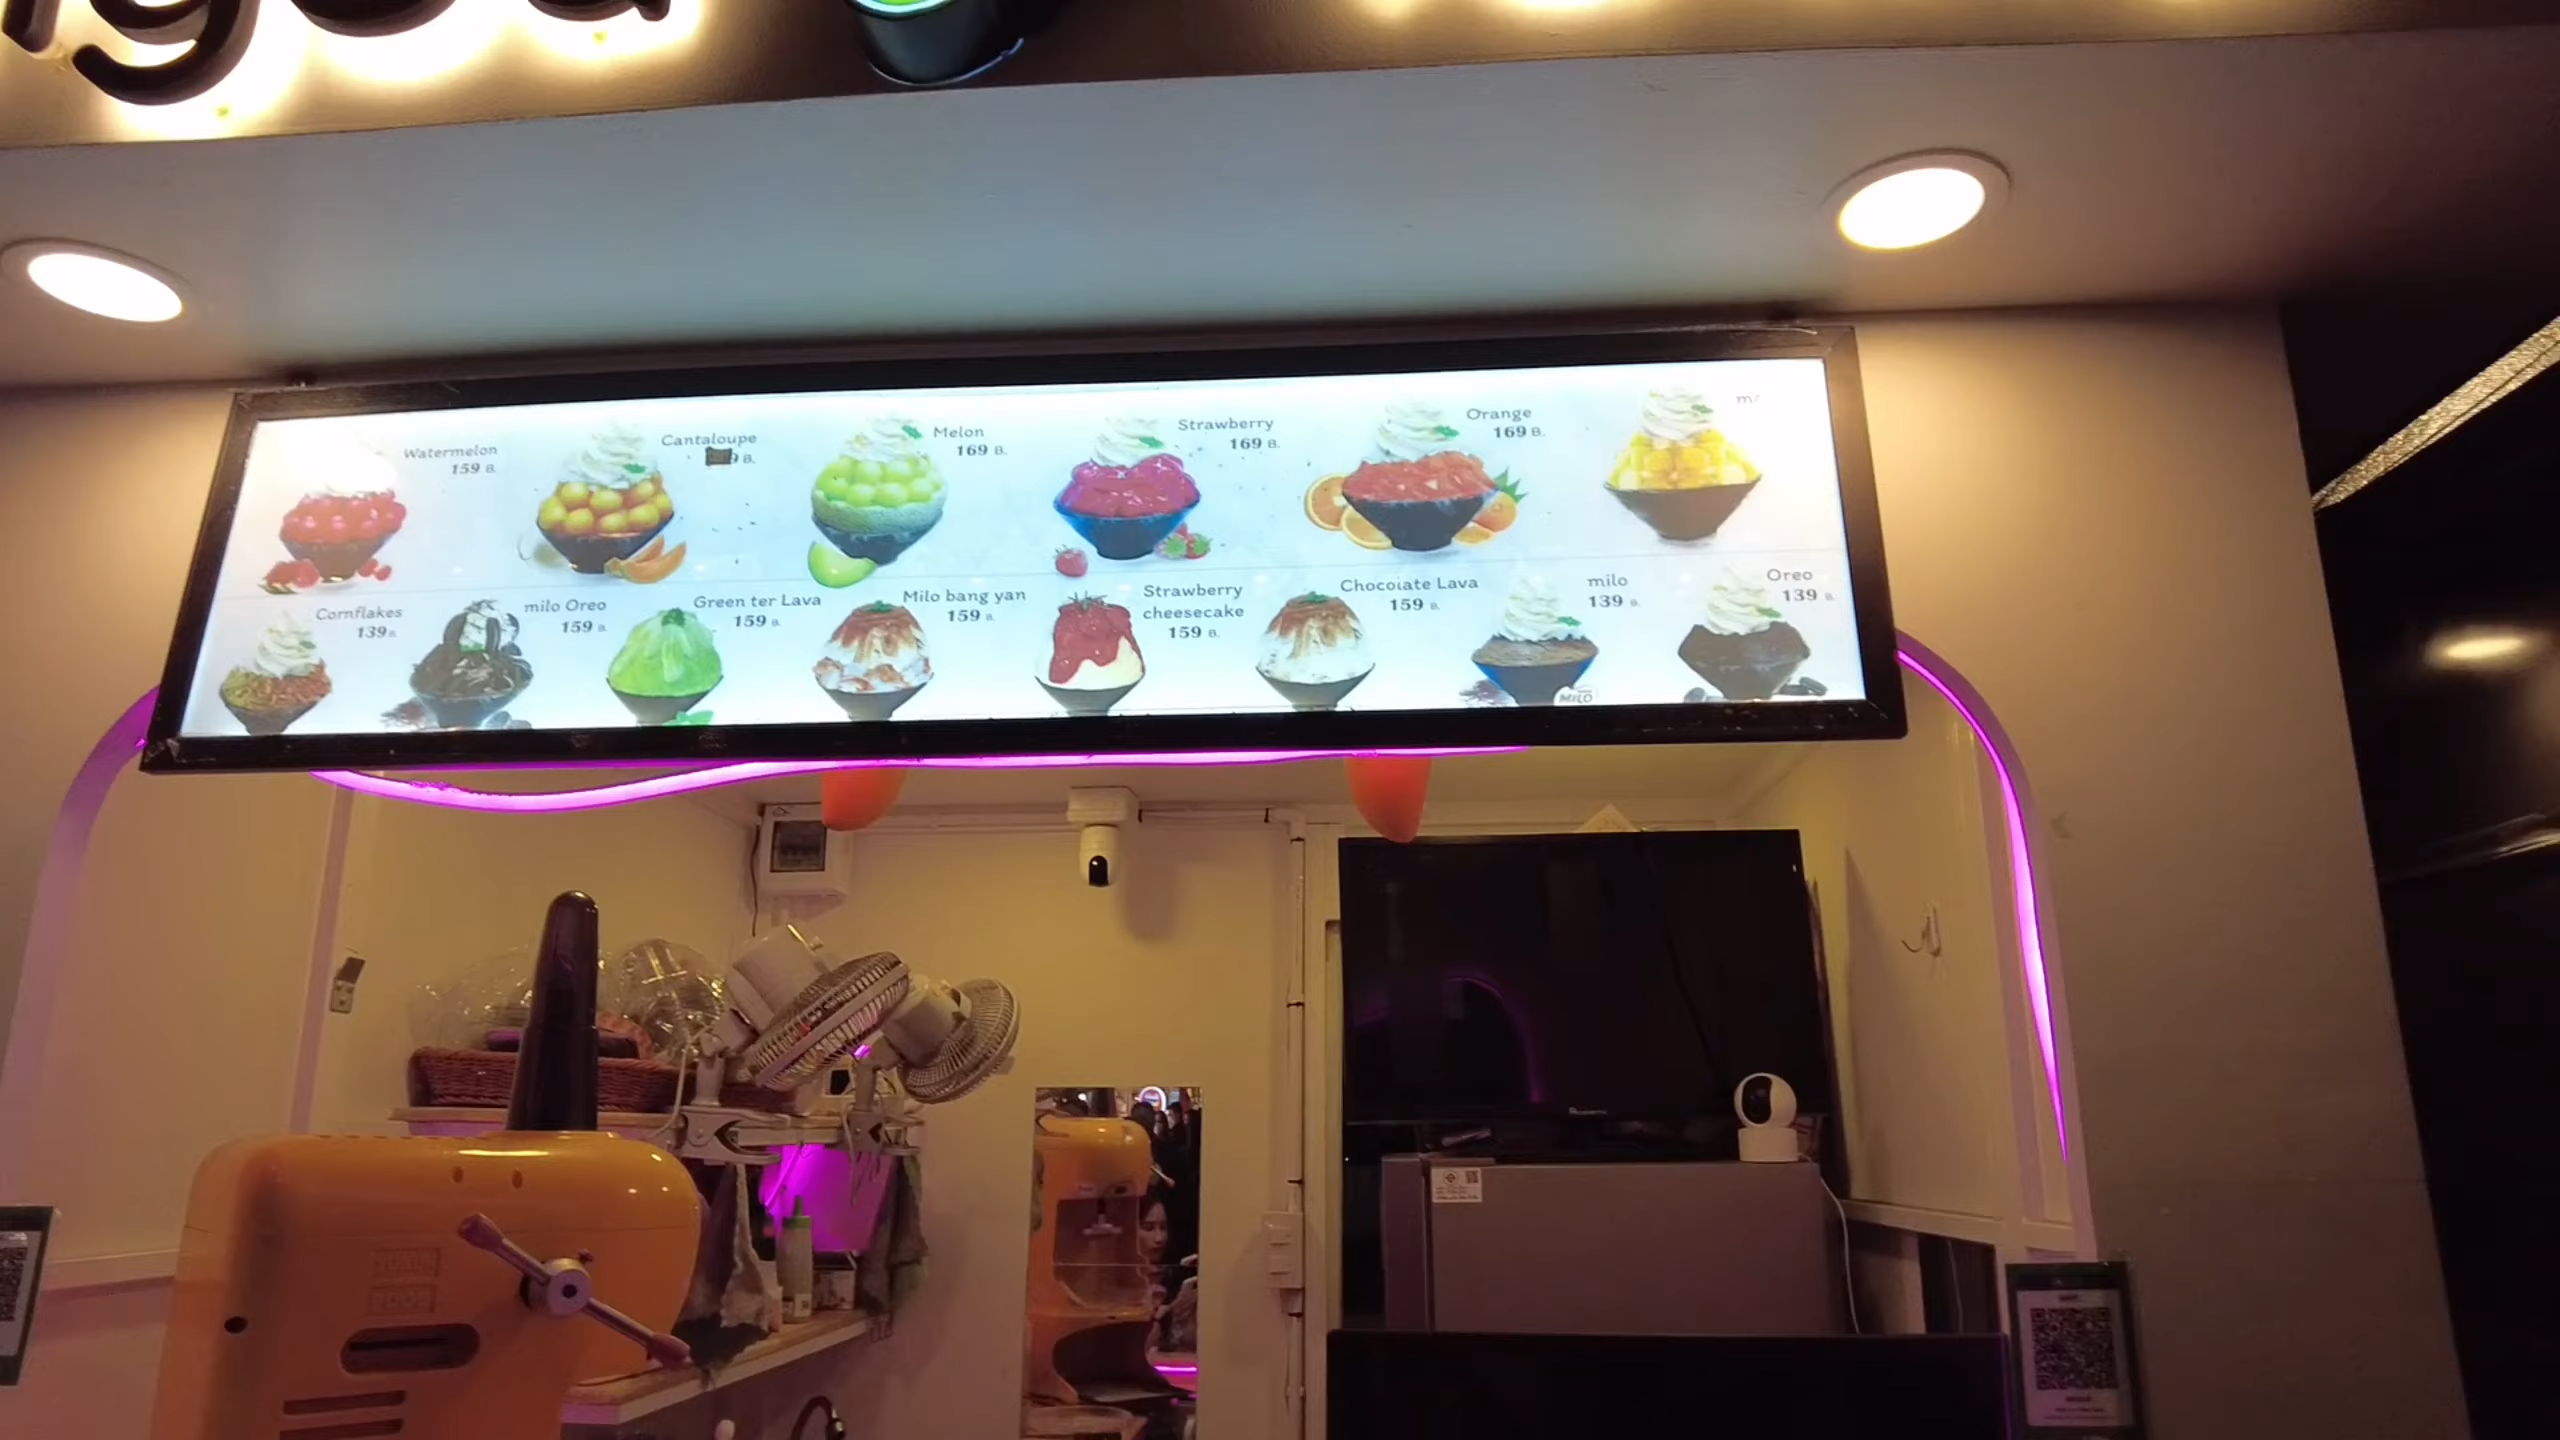 Watermelon
159 B.
Cantaloupe
9 B.
Melon
169 B.
Strawberry
169 B.
Orange
169 B.
Cornflakes
139 B.
milo Oreo
159 B.
Green ter Lava
159 B.
Milo bang yan
159 B.
Strawberry
cheesecake
159 B.
Chocolate Lava
159 B.
milo
139 B.
MILO
Oreo
139 B.